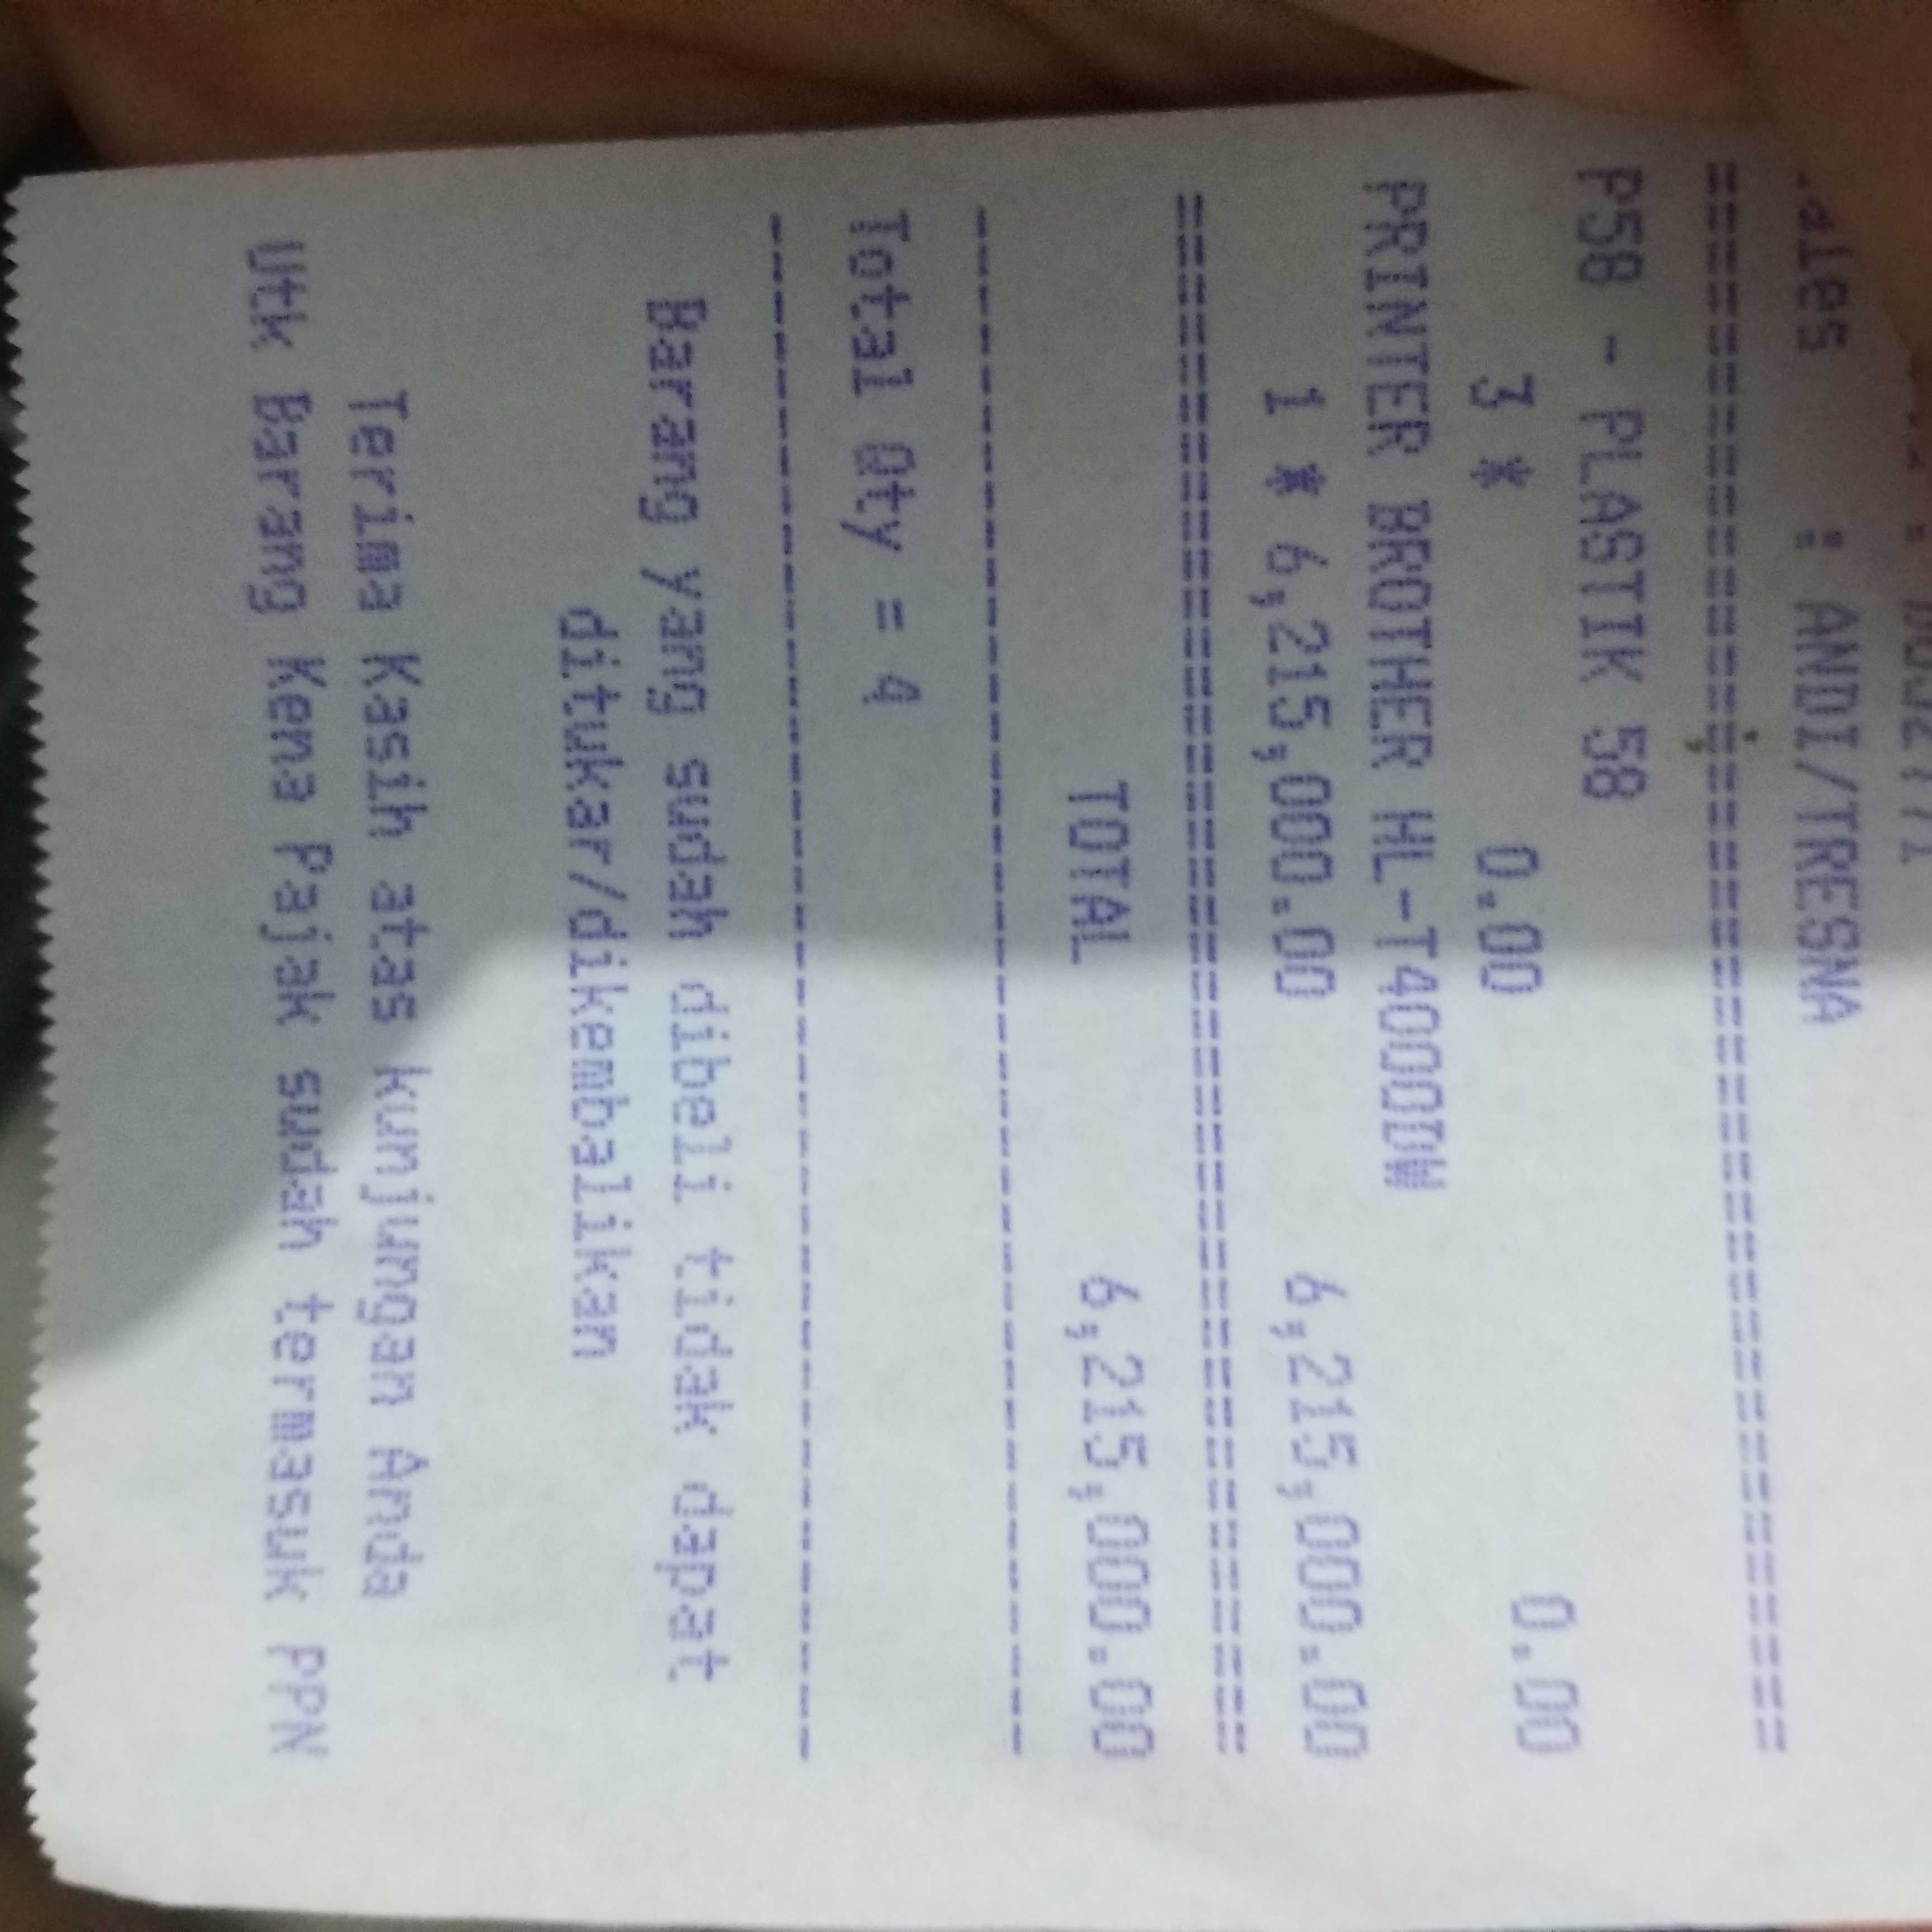 ales : ANDI/TRESNA
==========================================
P58 - PLASTIK 58
3 * 0.00 0.00
PRINTER BROTHER HL-T4000DW
1 * 6,215,000.00 6,215,000.00
==========================================
TOTAL 6,215,000.00
------------------------------------------
Total Qty = 4
------------------------------------------
Barang yang sudah dibeli tidak dapat
ditukar/dikembalikan
Terima Kasih atas kunjungan Anda
Utk Barang Kena Pajak sudah termasuk PPN